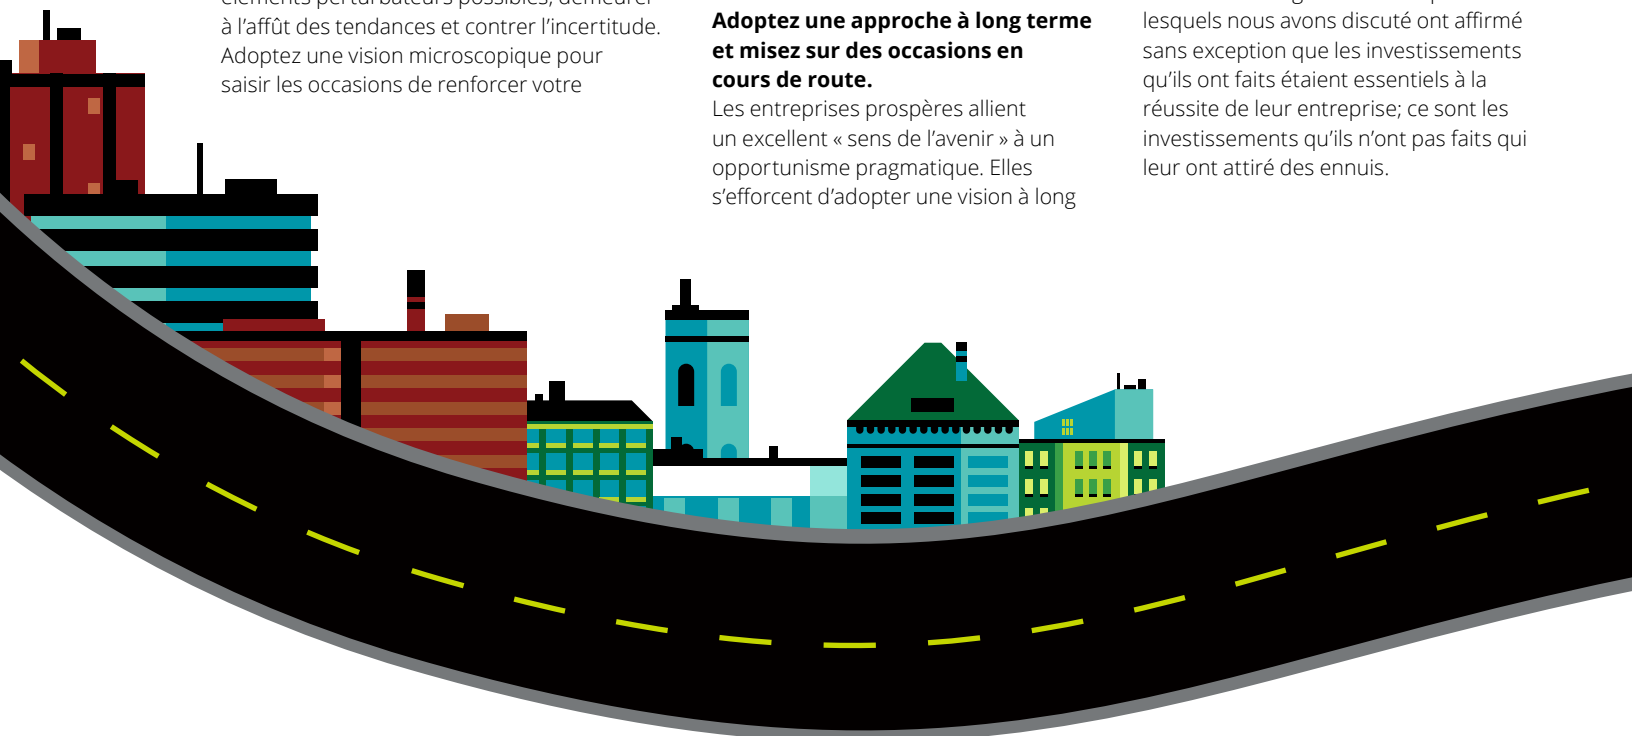 éléments perturbateurs possibles, demeurer
à l’affût des tendances et contrer l’incertitude.
Adoptez une vision microscopique pour
saisir les occasions de renforcer votre
Adoptez une approche à long terme
et misez sur des occasions en
cours de route.
Les entreprises prospères allient
un excellent « sens de l’avenir » à un
opportunisme pragmatique. Elles
s’efforcent d’adopter une vision à long
lesquels nous avons discuté ont affirmé
sans exception que les investissements
qu’ils ont faits étaient essentiels à la
réussite de leur entreprise; ce sont les
investissements qu’ils n’ont pas faits qui
leur ont attiré des ennuis.